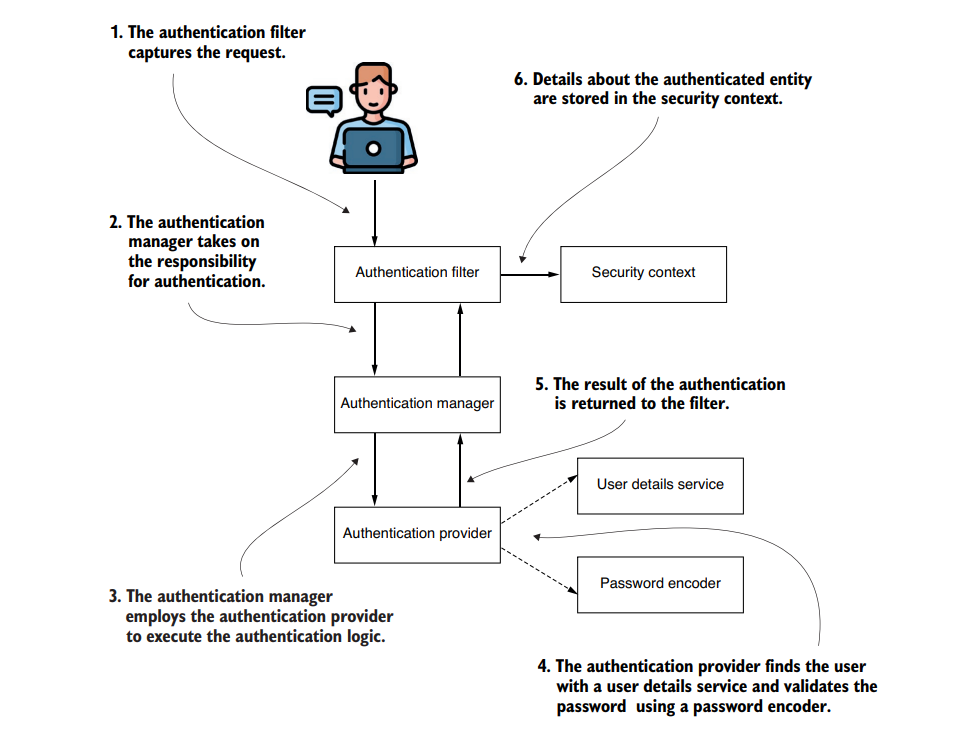 1. The authentication filter
captures the request.
6. Details about the authenticated entity
are stored in the security context.
2. The authentication
manager takes on
the responsibility
for authentication.
Authentication filter
Security context
Authentication manager
5. The result of the authentication
is returned to the filter.
User details service
Authentication provider
Password encoder
3. The authentication manager
employs the authentication provider
to execute the authentication logic.
4. The authentication provider finds the user
with a user details service and validates the
password using a password encoder.